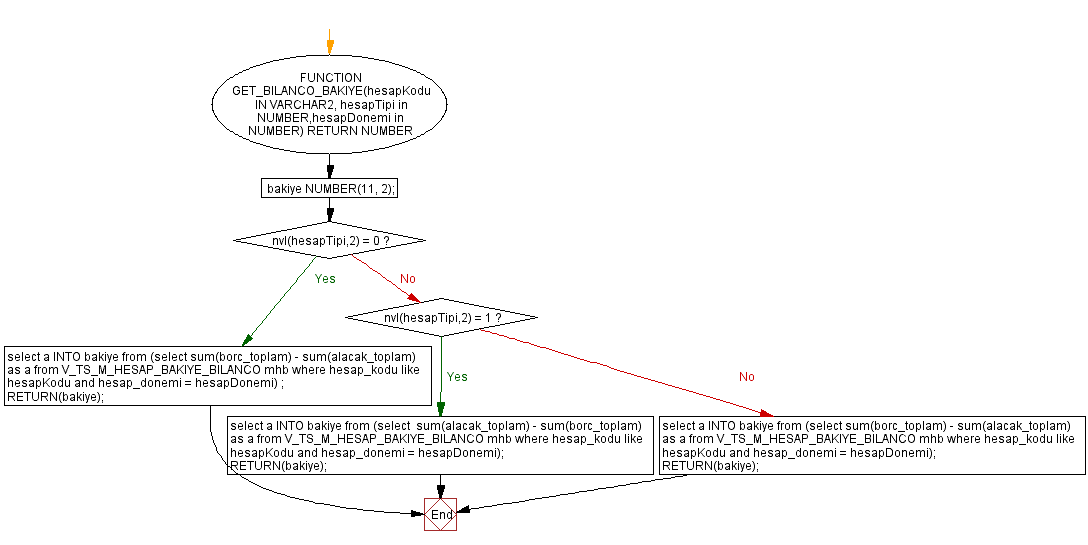 FUNCTION
GET_BILANCO_BAKIYE(hesapKodu
IN VARCHAR2, hesapTipi in
NUMBER,hesapDonemi in
NUMBER) RETURN NUMBER
bakiye NUMBER(11, 2);
nvl(hesapTipi,2) = 0 ?
Yes
No
nvl(hesapTipi,2) = 1 ?
select a INTO bakiye from (select sum(borc_toplam) - sum(alacak_toplam)
as a from V_TS_M_HESAP_BAKIYE_BILANCO mhb where hesap_kodu like
hesapKodu and hesap_donemi = hesapDonemi) ;
RETURN(bakiye);
Yes
No
select a INTO bakiye from (select  sum(alacak_toplam) - sum(borc_toplam)
as a from V_TS_M_HESAP_BAKIYE_BILANCO mhb where hesap_kodu like
hesapKodu and hesap_donemi = hesapDonemi);
RETURN(bakiye);
select a INTO bakiye from (select sum(borc_toplam) - sum(alacak_toplam)
as a from V_TS_M_HESAP_BAKIYE_BILANCO mhb where hesap_kodu like
hesapKodu and hesap_donemi = hesapDonemi);
RETURN(bakiye);
End